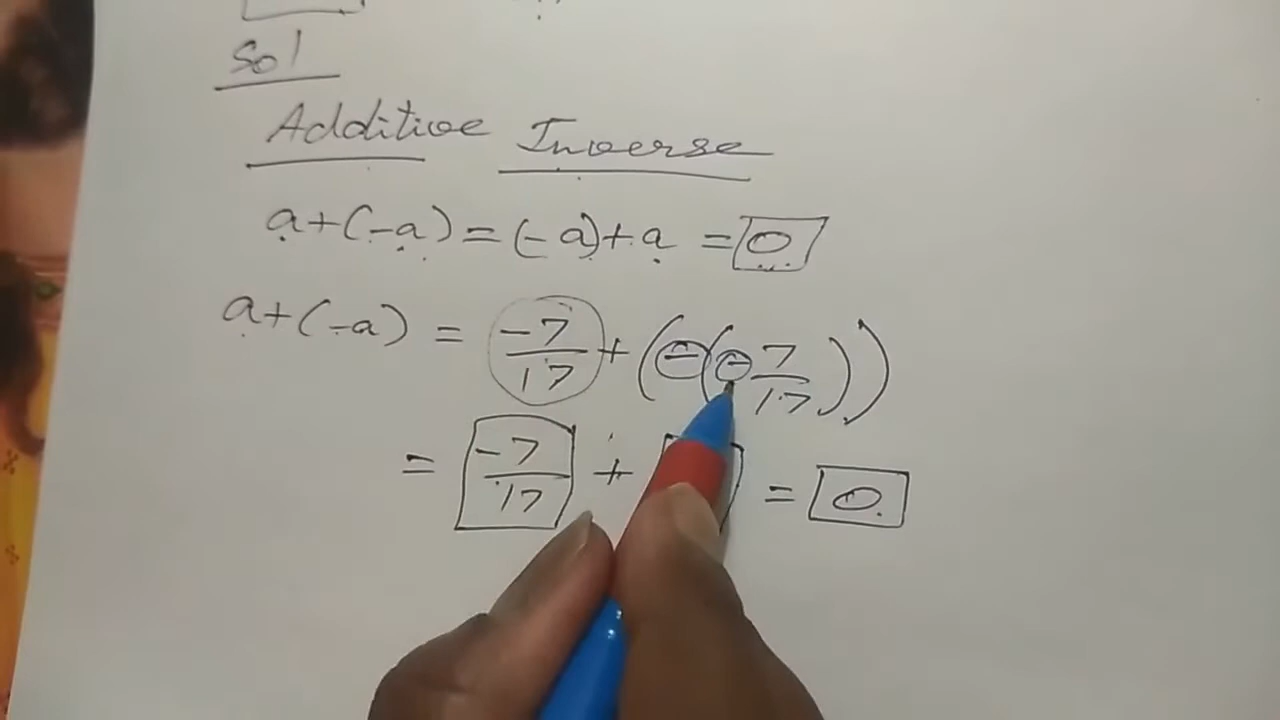 Sol
Additive Inverse
a+(-a)=(-a)+a =0
a+(-a) = -7/17 + (-(-7/17))
= -7/17 + = 0